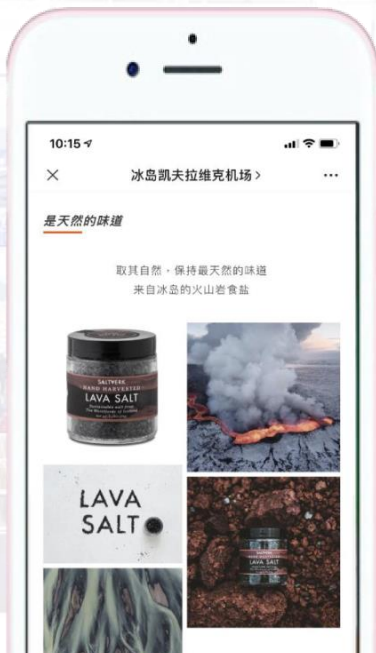 10:15
冰岛凯夫拉维克机场 >
是天然的味道
取其自然，保持最天然的味道
来自冰岛的火山岩食盐
SALTVERK
HAND HARVESTED
LAVA SALT
LAVA
SALT
SALTVERK
LAVA SALT